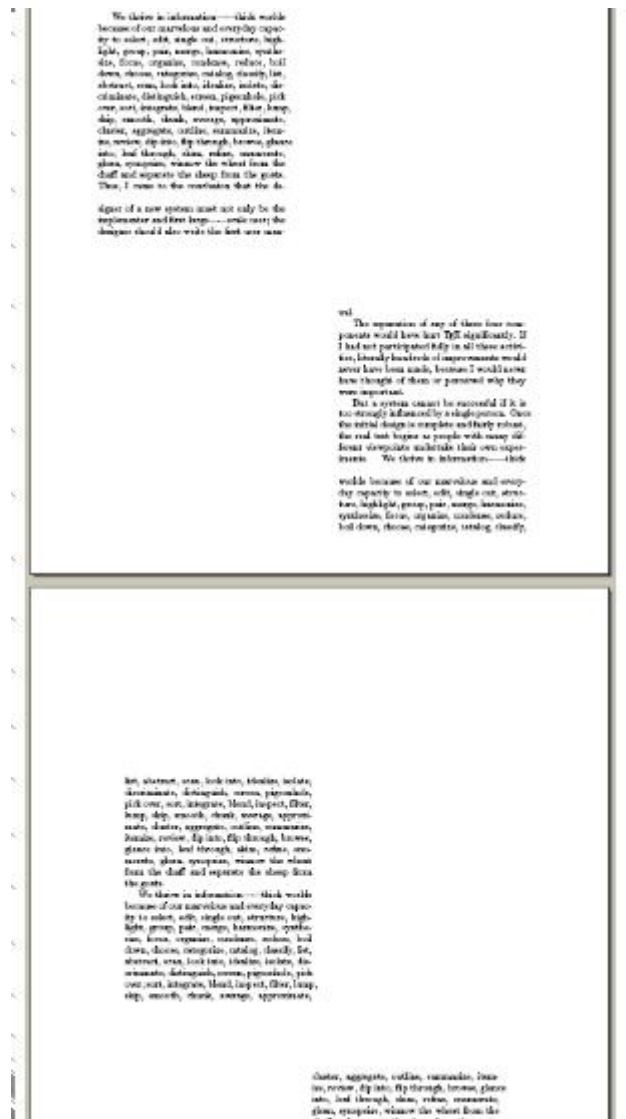 We thrive in information——thick worlds
because of our marvelous and everyday capac-
ity to select, edit, single out, structure, high-
light, group, pair, merge, harmonize, synthe-
size, focus, organize, condense, reduce, boil
down, choose, categorize, catalog, classify, list,
abstract, scan, look into, idealize, isolate, dis-
criminate, distinguish, screen, pigeonhole, pick
over, sort, integrate, blend, inspect, filter, lump,
skip, smooth, chunk, average, approximate,
cluster, aggregate, outline, summarize, item-
ize, review, dip into, flip through, browse, glance
into, leaf through, skim, refine, enumerate,
glean, synopsize, winnow the wheat from the
chaff and separate the sheep from the goats.
Thus, I came to the conclusion that the de-
signer of a new system must not only be the
implementer and first large——scale user; the
designer should also write the first user man-
ual.
The separation of any of these four com-
ponents would have hurt TEX significantly. If
I had not participated fully in all these activi-
ties, literally hundreds of improvements would
never have been made, because I would never
have thought of them or perceived why they
were important.
But a system cannot be successful if it is
too strongly influenced by a single person. Once
the initial design is complete and fairly robust,
the real test begins as people with many dif-
ferent viewpoints undertake their own exper-
iments. We thrive in information——thick
worlds because of our marvelous and every-
day capacity to select, edit, single out, struc-
ture, highlight, group, pair, merge, harmonize,
synthesize, focus, organize, condense, reduce,
boil down, choose, categorize, catalog, classify,
list, abstract, scan, look into, idealize, isolate,
discriminate, distinguish, screen, pigeonhole,
pick over, sort, integrate, blend, inspect, filter,
lump, skip, smooth, chunk, average, approxi-
mate, cluster, aggregate, outline, summarize,
itemize, review, dip into, flip through, browse,
glance into, leaf through, skim, refine, enu-
merate, glean, synopsize, winnow the wheat
from the chaff and separate the sheep from
the goats.
We thrive in information——thick worlds
because of our marvelous and everyday capac-
ity to select, edit, single out, structure, high-
light, group, pair, merge, harmonize, synthe-
size, focus, organize, condense, reduce, boil
down, choose, categorize, catalog, classify, list,
abstract, scan, look into, idealize, isolate, dis-
criminate, distinguish, screen, pigeonhole, pick
over, sort, integrate, blend, inspect, filter, lump,
skip, smooth, chunk, average, approximate,
cluster, aggregate, outline, summarize, item-
ize, review, dip into, flip through, browse, glance
into, leaf through, skim, refine, enumerate,
glean, synopsize, winnow the wheat from the